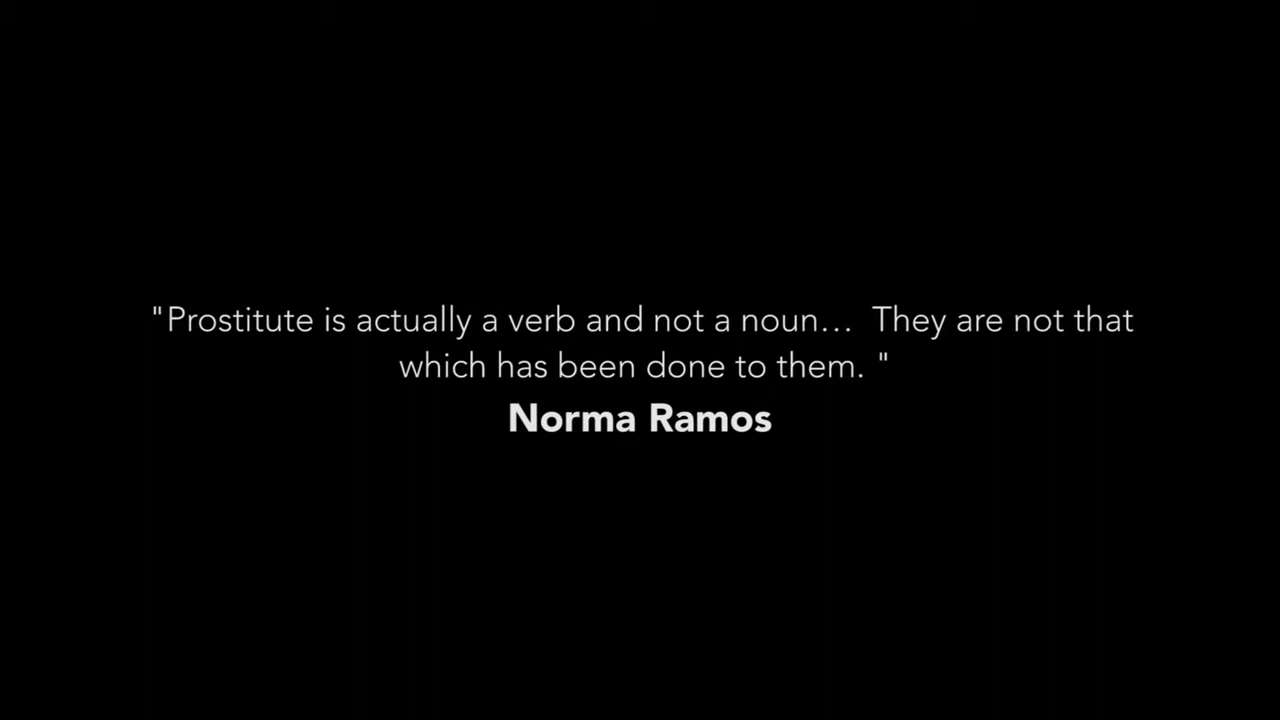 "Prostitute is actually a verb and not a noun…  They are not that
which has been done to them. "
Norma Ramos